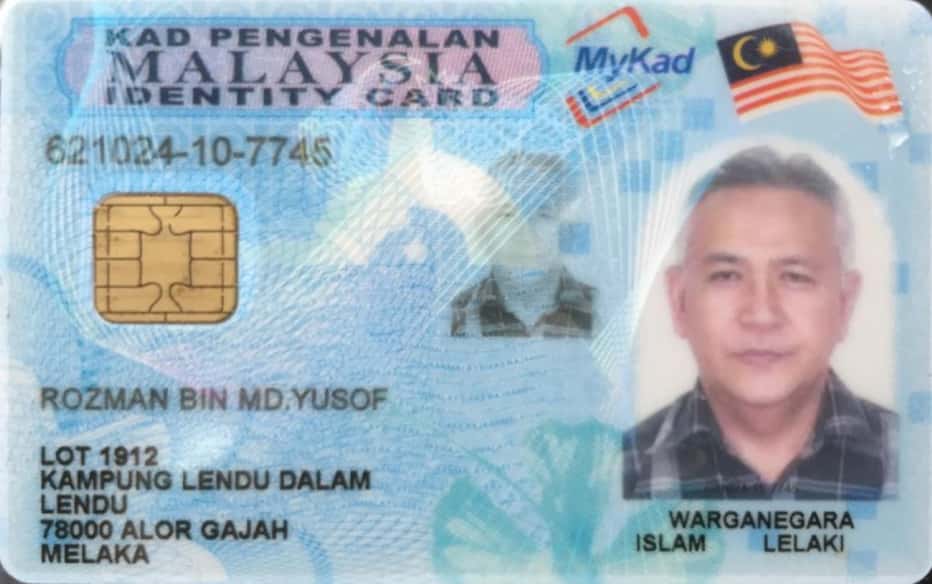 KAD PENGENALAN
MALAYSIA
IDENTITY CARD
MyKad
621024-10-7745
ROZMAN BIN MD.YUSOF
LOT 1912
KAMPUNG LENDU DALAM
LENDU
78000 ALOR GAJAH
MELAKA
WARGANEGARA
ISLAM LELAKI